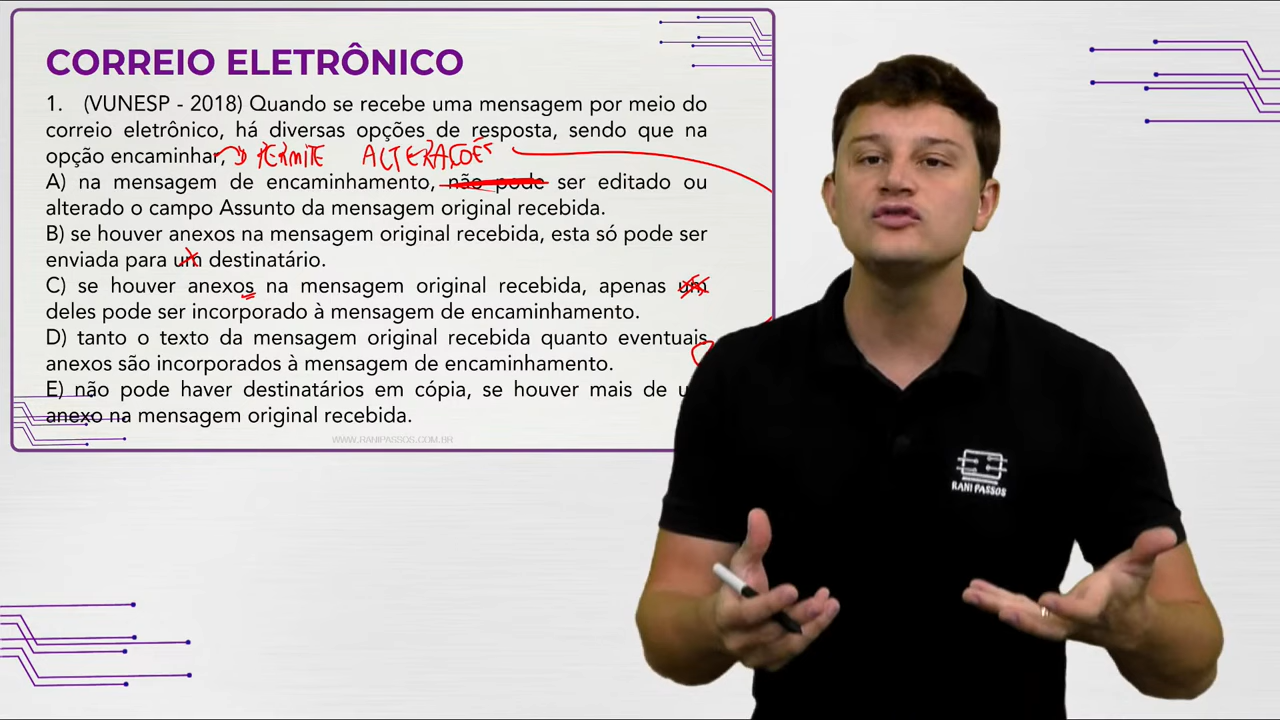 CORREIO ELETRÔNICO
1. (VUNESP - 2018) Quando se recebe uma mensagem por meio do
correio eletrônico, há diversas opções de resposta, sendo que na
opção encaminhar, PERMITE ALTERAÇÕES
A) na mensagem de encaminhamento, não pode ser editado ou
alterado o campo Assunto da mensagem original recebida.
B) se houver anexos na mensagem original recebida, esta só pode ser
enviada para um destinatário.
C) se houver anexos na mensagem original recebida, apenas um
deles pode ser incorporado à mensagem de encaminhamento.
D) tanto o texto da mensagem original recebida quanto eventuais
anexos são incorporados à mensagem de encaminhamento.
E) não pode haver destinatários em cópia, se houver mais de u
anexo na mensagem original recebida.
WWW.RANIPASSOS.COM.BR
RANI PASSOS